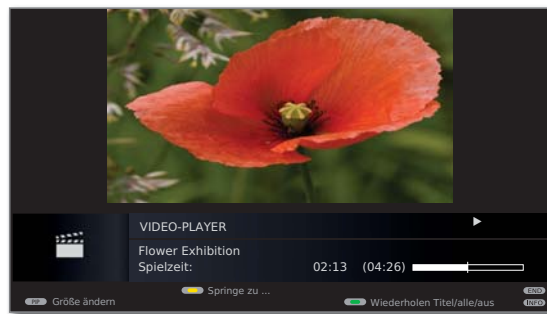 VIDEO-PLAYER
Flower Exhibition
Spielzeit: 02:13 (04:26)
Springe zu ... END
PIP Größe ändern Wiederholen Titel/alle/aus INFO